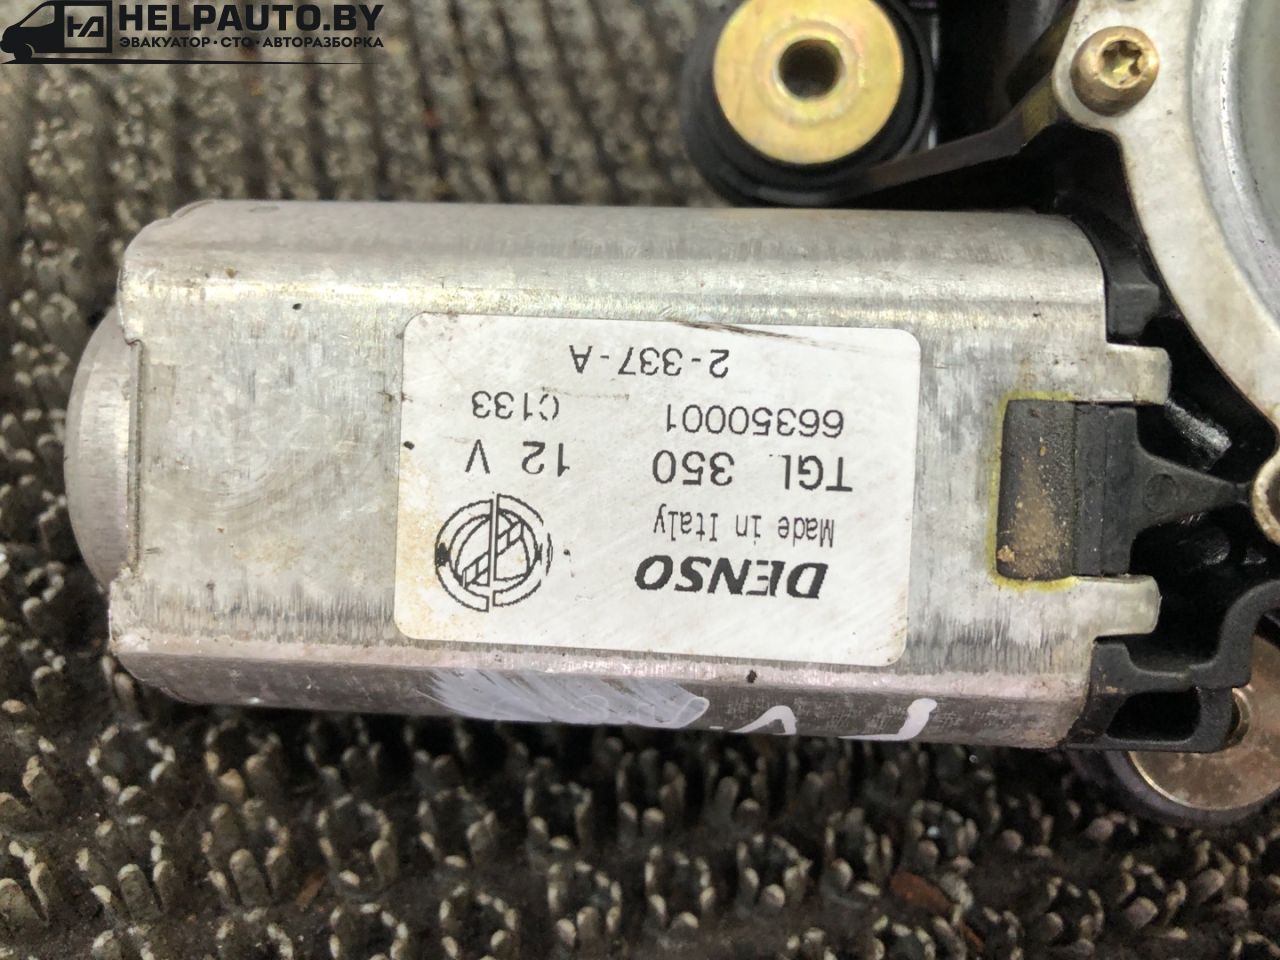 HELPAUTO.BY
ЭВАКУАТОР · СТО · АВТОРАЗБОРКА
DENSO
Made in Italy
TGL 350 12 V
66350001 C133
2-337-A